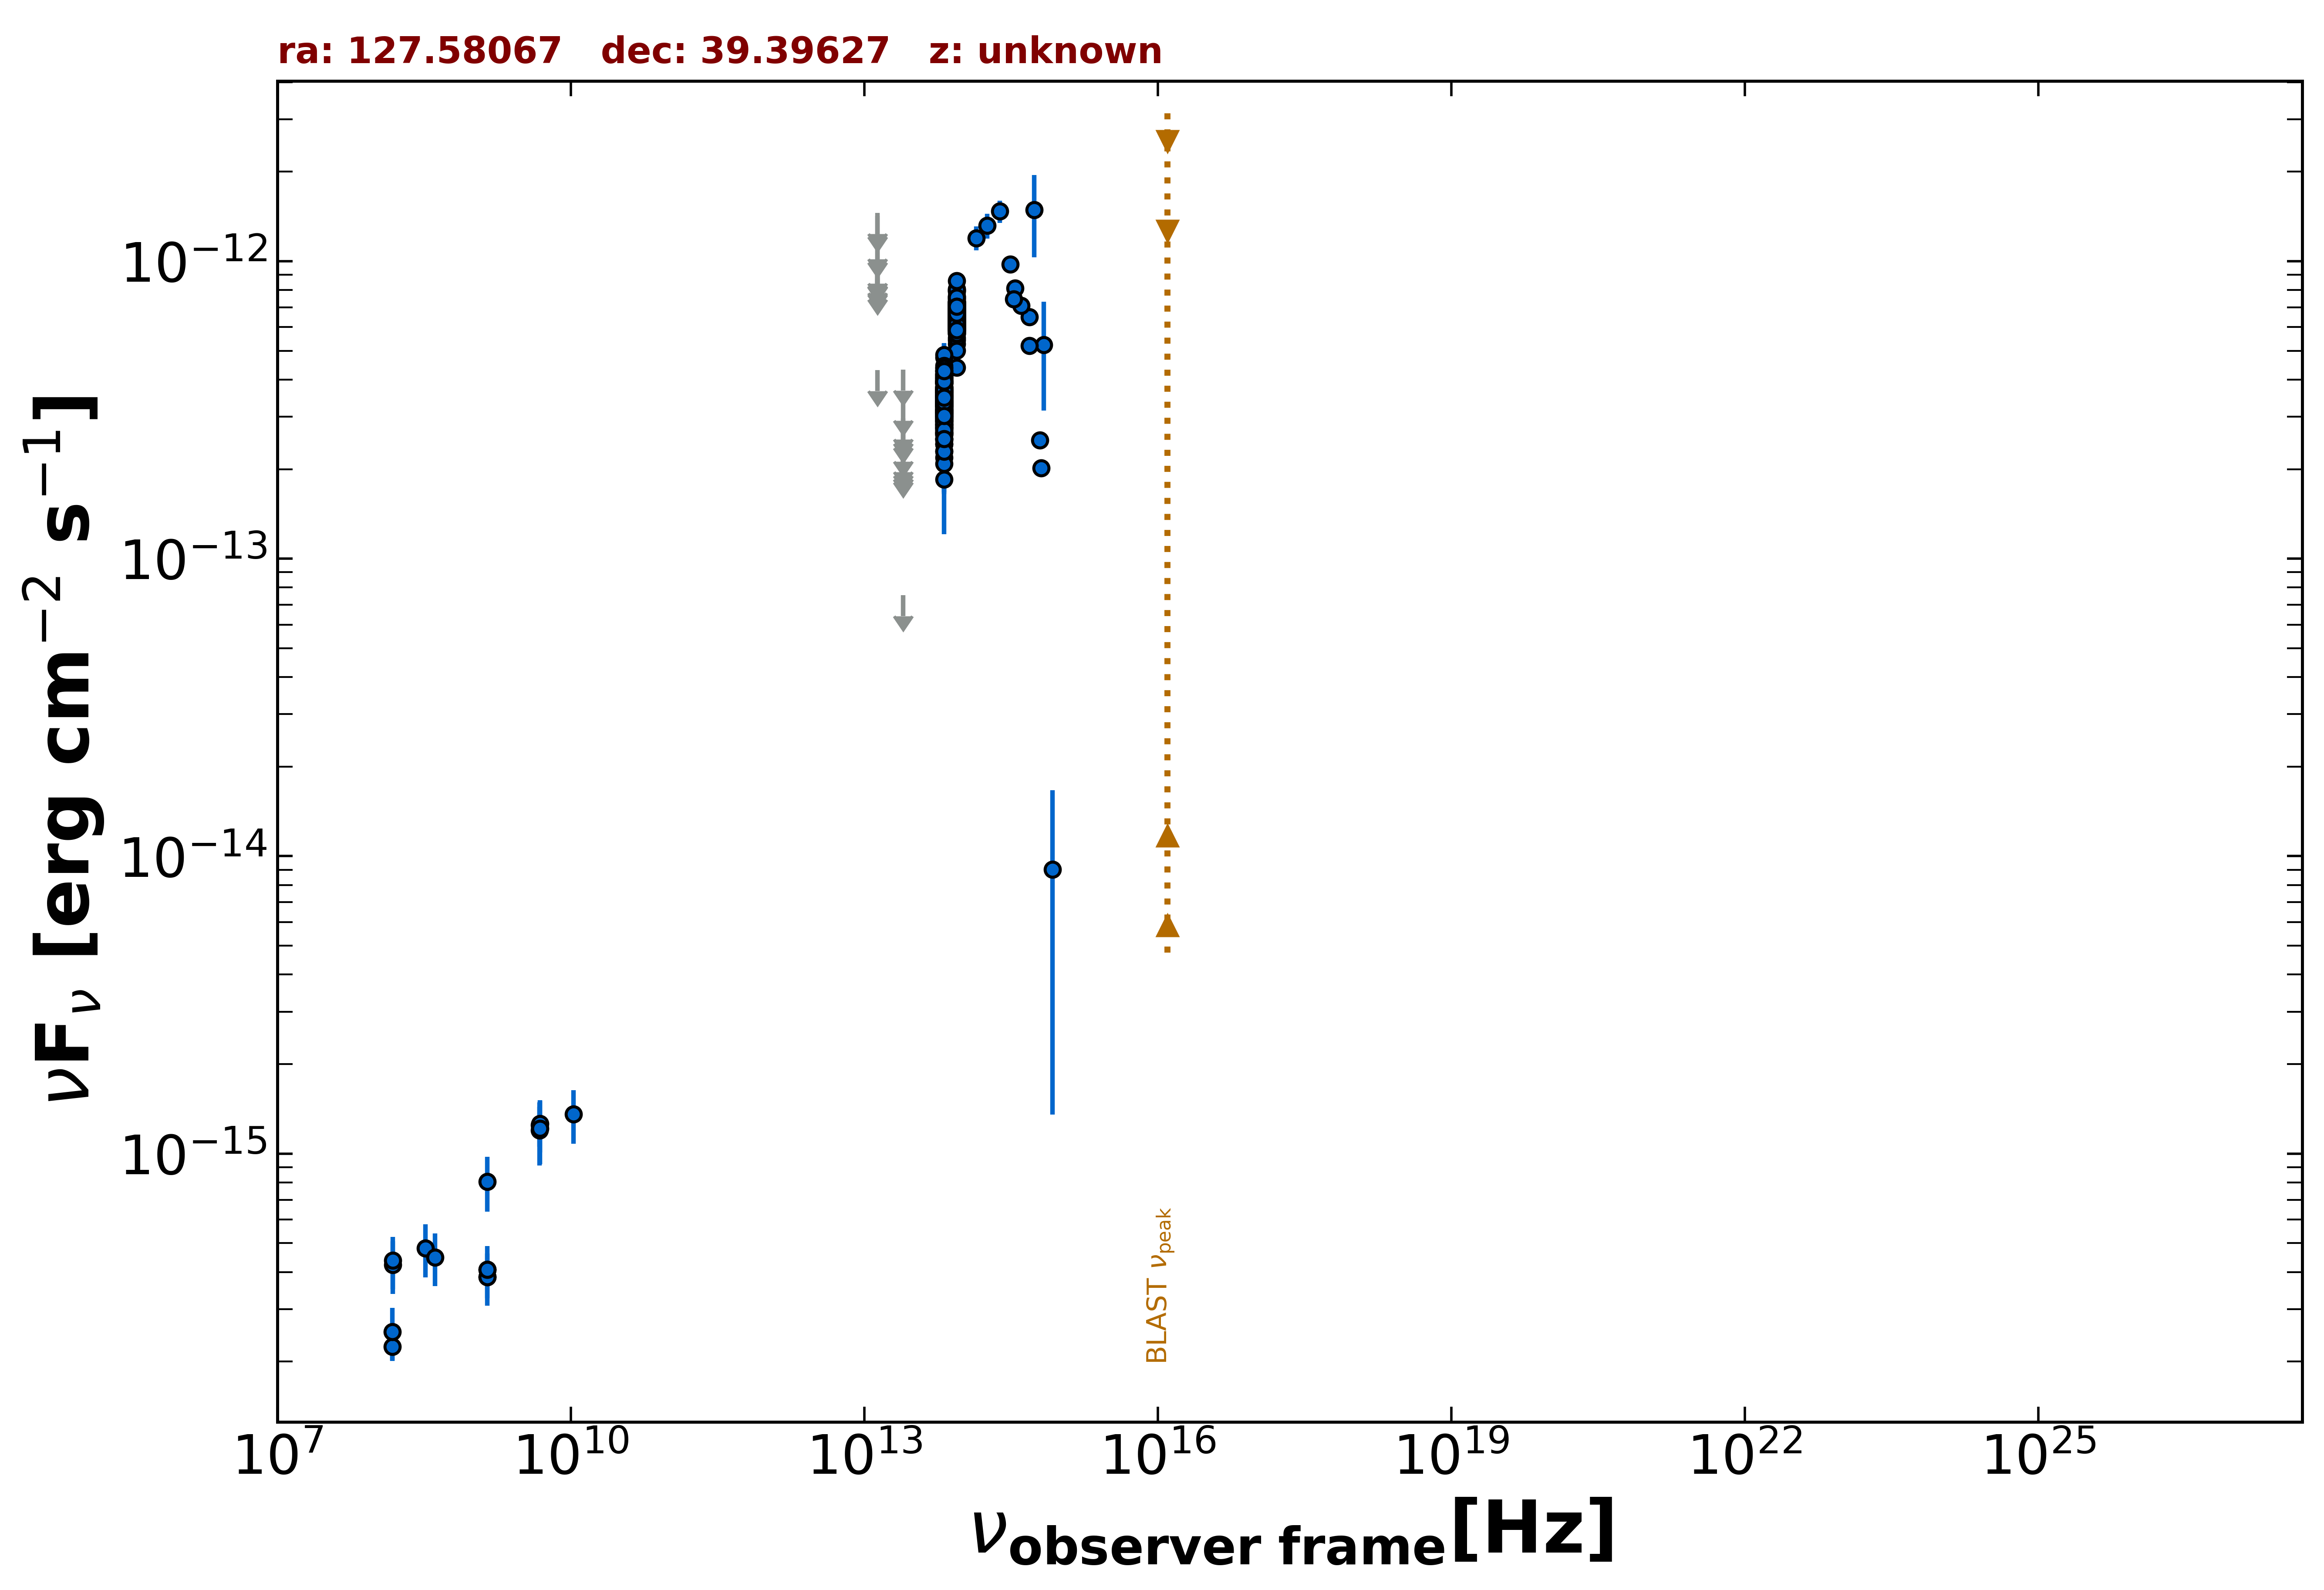 ra: 127.58067 dec: 39.39627 z: unknown
νF_ν [erg cm⁻² s⁻¹]
10⁻¹²
10⁻¹³
10⁻¹⁴
10⁻¹⁵
BLAST ν_peak
10⁷ 10¹⁰ 10¹³ 10¹⁶ 10¹⁹ 10²² 10²⁵
ν_observer frame [Hz]